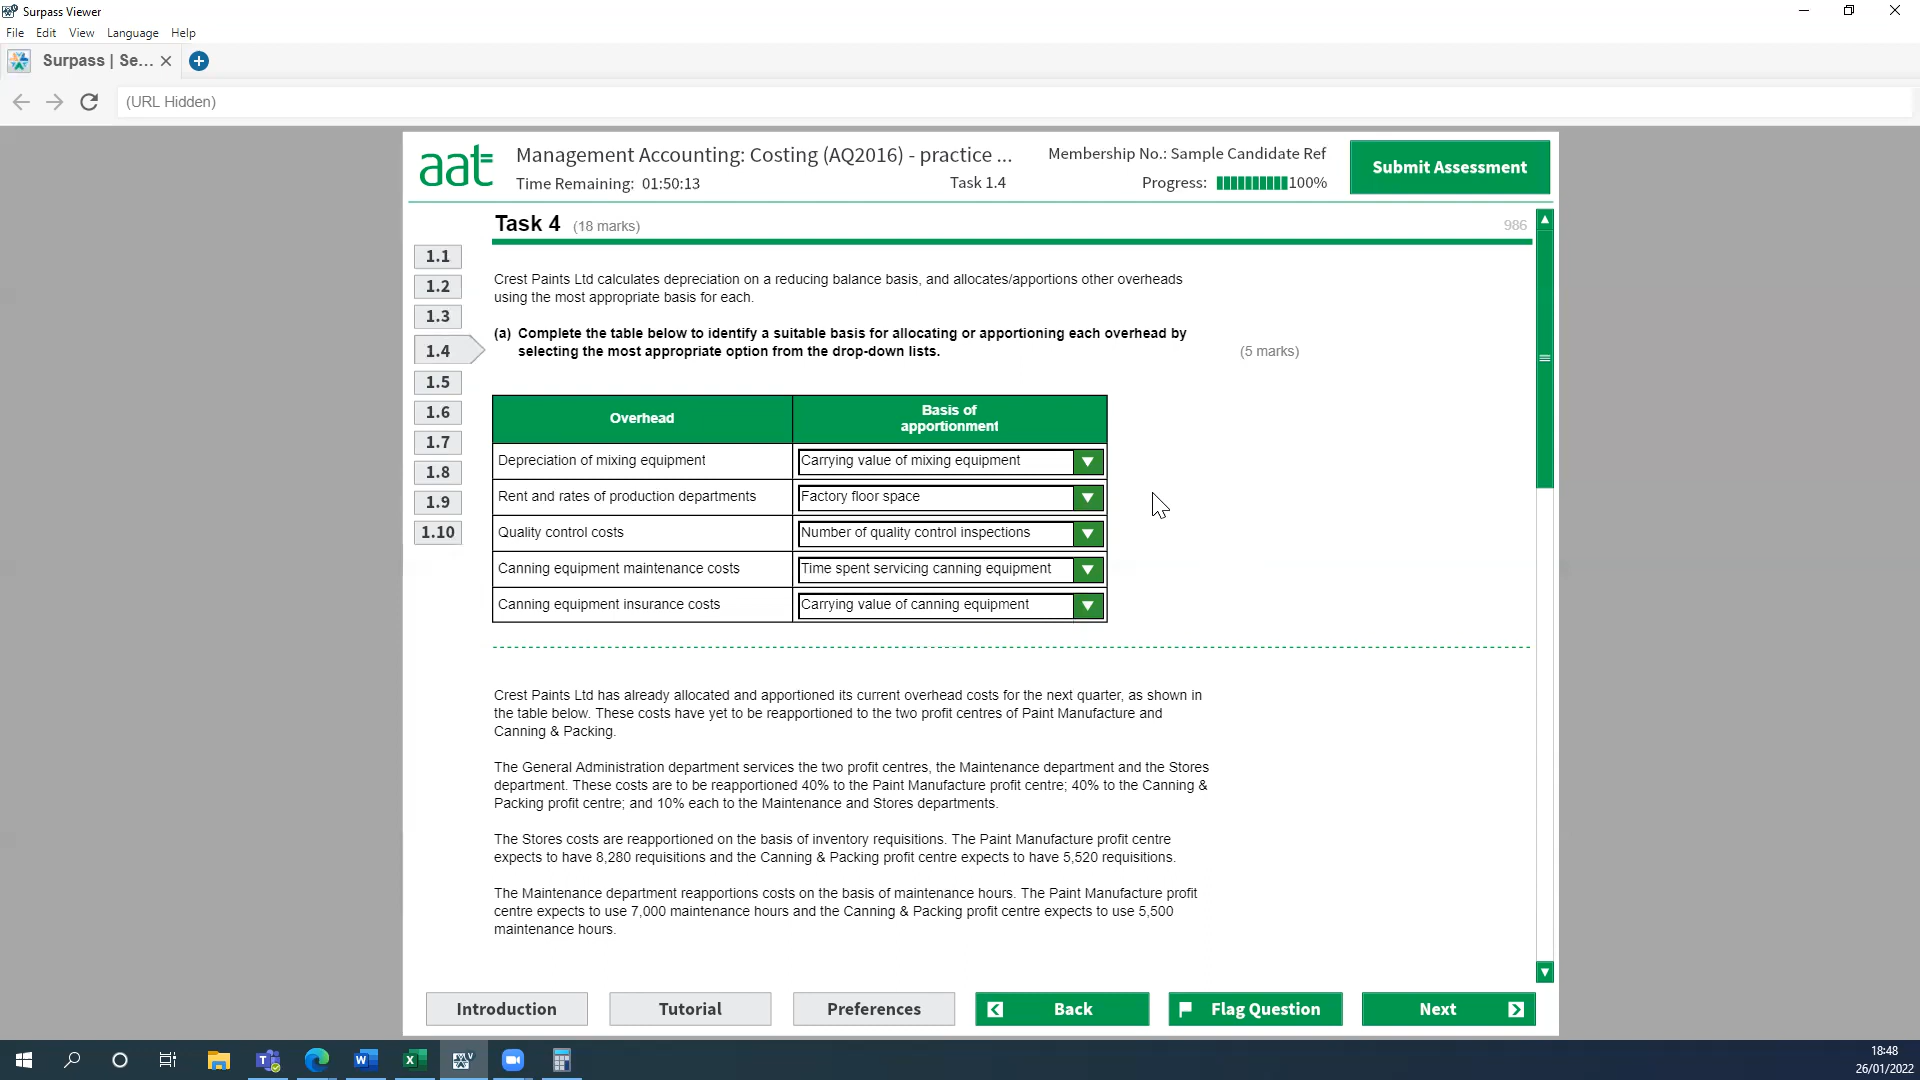 Surpass Viewer
File Edit View Language Help
Surpass | Se...
(URL Hidden)
aat
Management Accounting: Costing (AQ2016) - practice ...
Membership No.: Sample Candidate Ref
Submit Assessment
Time Remaining: 01:50:13
Task 1.4
Progress: 100%
Task 4 (18 marks)
986
1.1
1.2
1.3
1.4
1.5
1.6
1.7
1.8
1.9
1.10
Crest Paints Ltd calculates depreciation on a reducing balance basis, and allocates/apportions other overheads
using the most appropriate basis for each.
(a) Complete the table below to identify a suitable basis for allocating or apportioning each overhead by
selecting the most appropriate option from the drop-down lists.
(5 marks)
Overhead
Basis of
apportionment
Depreciation of mixing equipment Carrying value of mixing equipment
Rent and rates of production departments Factory floor space
Quality control costs Number of quality control inspections
Canning equipment maintenance costs Time spent servicing canning equipment
Canning equipment insurance costs Carrying value of canning equipment
Crest Paints Ltd has already allocated and apportioned its current overhead costs for the next quarter, as shown in
the table below. These costs have yet to be reapportioned to the two profit centres of Paint Manufacture and
Canning & Packing.
The General Administration department services the two profit centres, the Maintenance department and the Stores
department. These costs are to be reapportioned 40% to the Paint Manufacture profit centre; 40% to the Canning &
Packing profit centre; and 10% each to the Maintenance and Stores departments.
The Stores costs are reapportioned on the basis of inventory requisitions. The Paint Manufacture profit centre
expects to have 8,280 requisitions and the Canning & Packing profit centre expects to have 5,520 requisitions.
The Maintenance department reapportions costs on the basis of maintenance hours. The Paint Manufacture profit
centre expects to use 7,000 maintenance hours and the Canning & Packing profit centre expects to use 5,500
maintenance hours.
Introduction
Tutorial
Preferences
Back
Flag Question
Next
18:48
26/01/2022